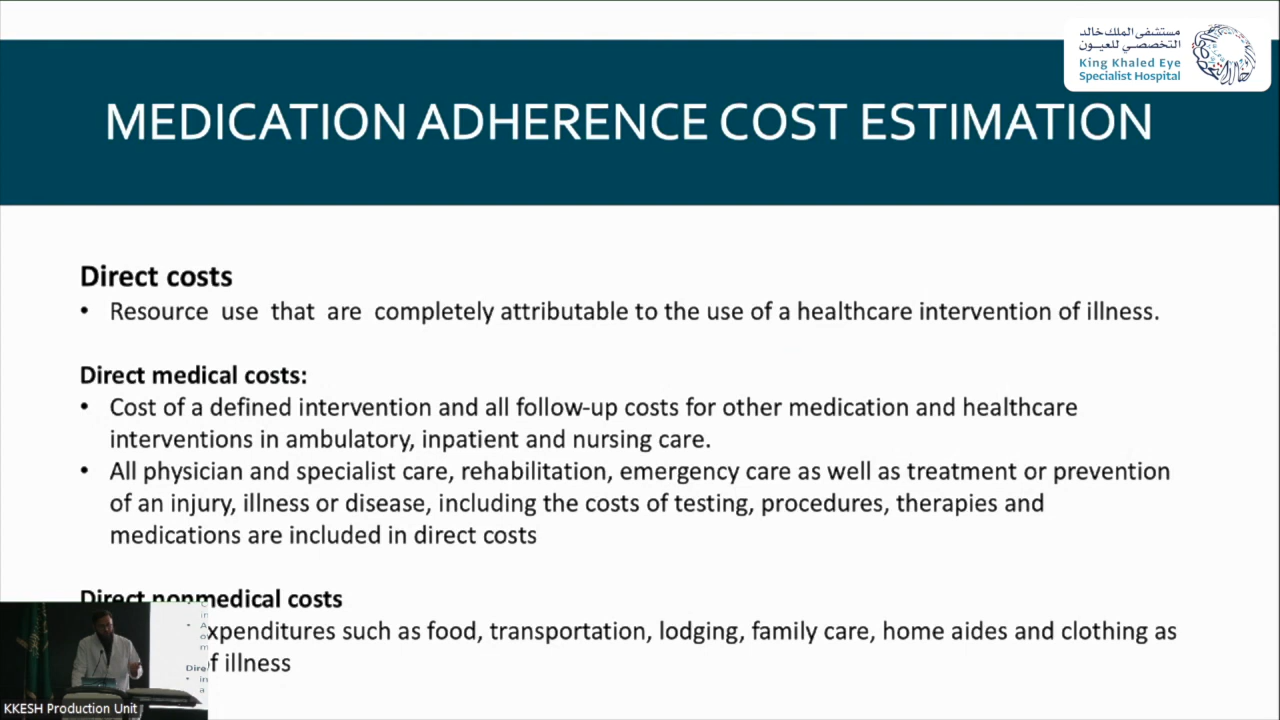 مستشفى الملك خالد
التخصصي للعيون
King Khaled Eye
Specialist Hospital
MEDICATION ADHERENCE COST ESTIMATION
Direct costs
• Resource use that are completely attributable to the use of a healthcare intervention of illness.
Direct medical costs:
• Cost of a defined intervention and all follow-up costs for other medication and healthcare
interventions in ambulatory, inpatient and nursing care.
• All physician and specialist care, rehabilitation, emergency care as well as treatment or prevention
of an injury, illness or disease, including the costs of testing, procedures, therapies and
medications are included in direct costs
Direct nonmedical costs
xpenditures such as food, transportation, lodging, family care, home aides and clothing as
f illness
Dire
KKESH Production Unit